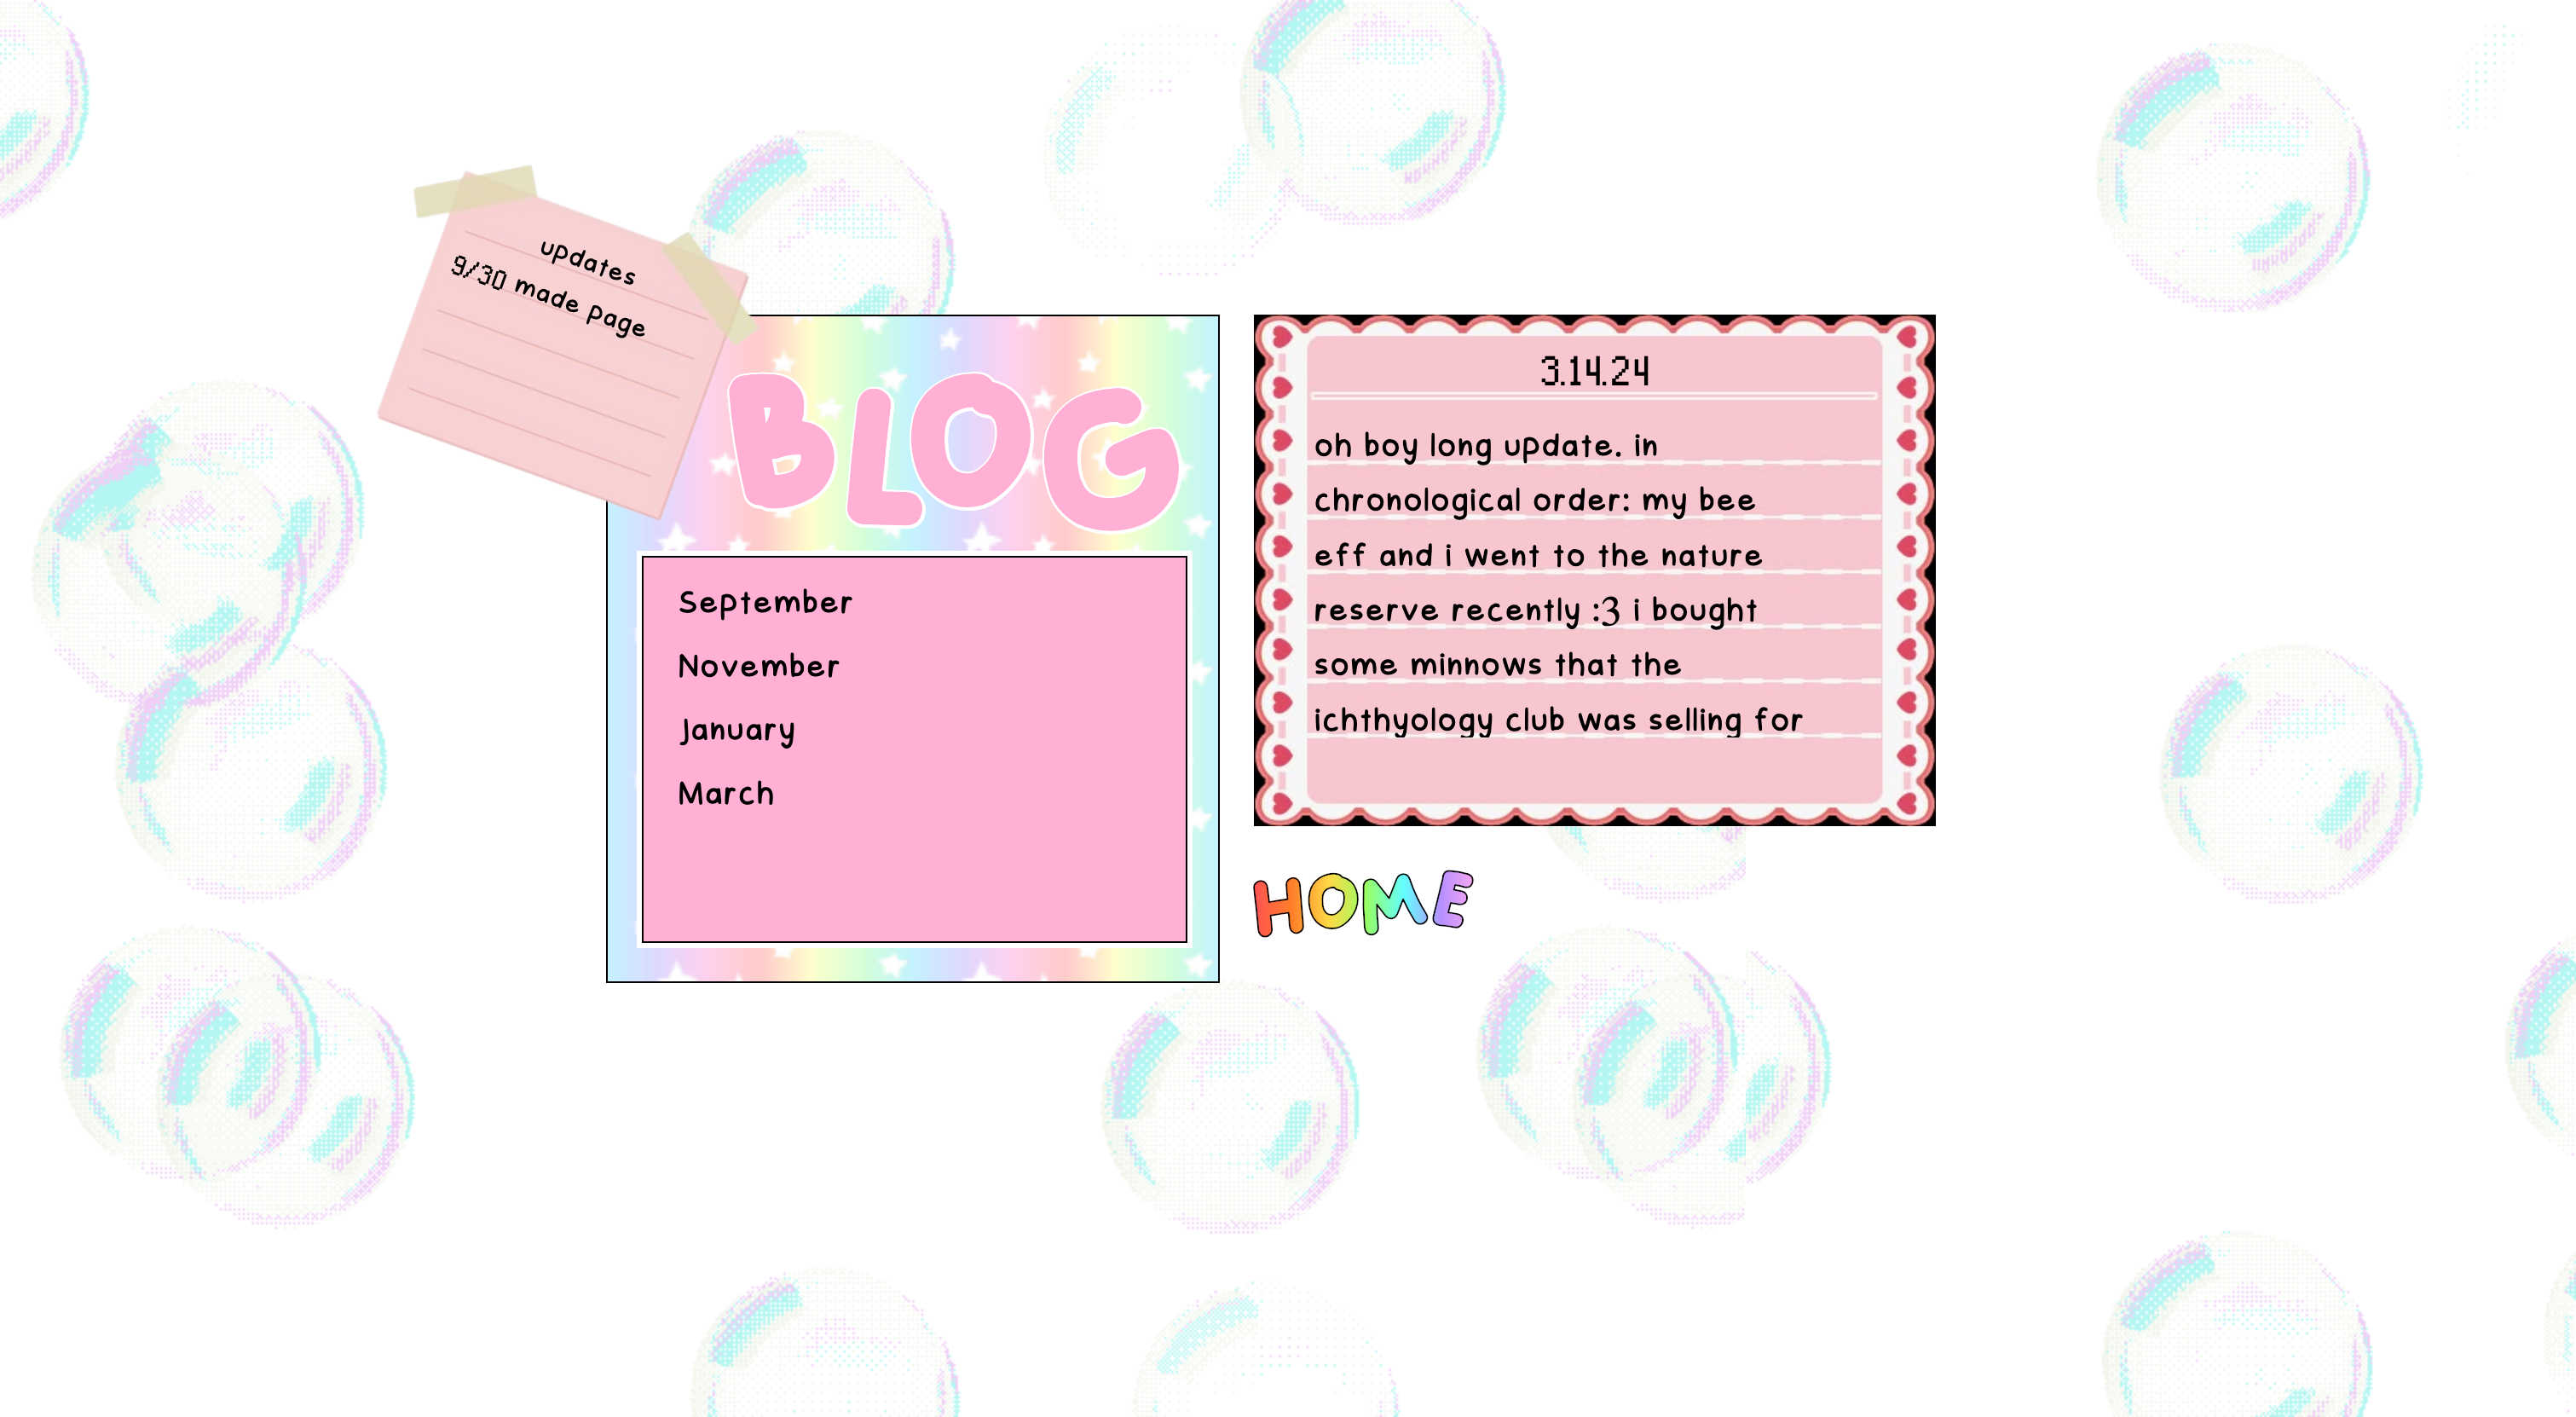 updates
9/30 made page
BLOG
September
November
January
March
3.14.24
oh boy long update. in
chronological order: my bee
eff and i went to the nature
reserve recently :3 i bought
some minnows that the
ichthyology club was selling for
HOME